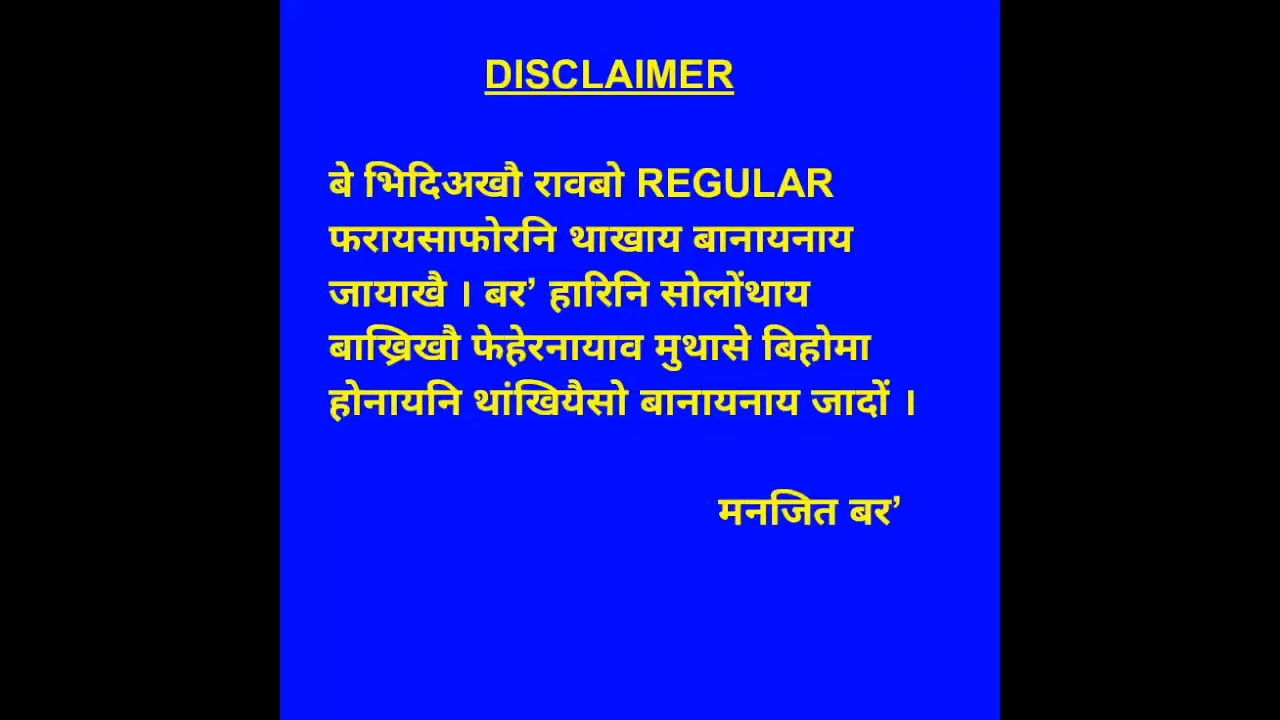 DISCLAIMER
बे भिदिअखौ रावबो REGULAR
फरायसाफोरनि थाखाय बानायनाय
जायाखै । बर’ हारिनि सोलोंथाय
बाख्रिखौ फेहेरनायाव मुथासे बिहोमा
होनायनि थांखियैसो बानायनाय जादों ।
मनजित बर’